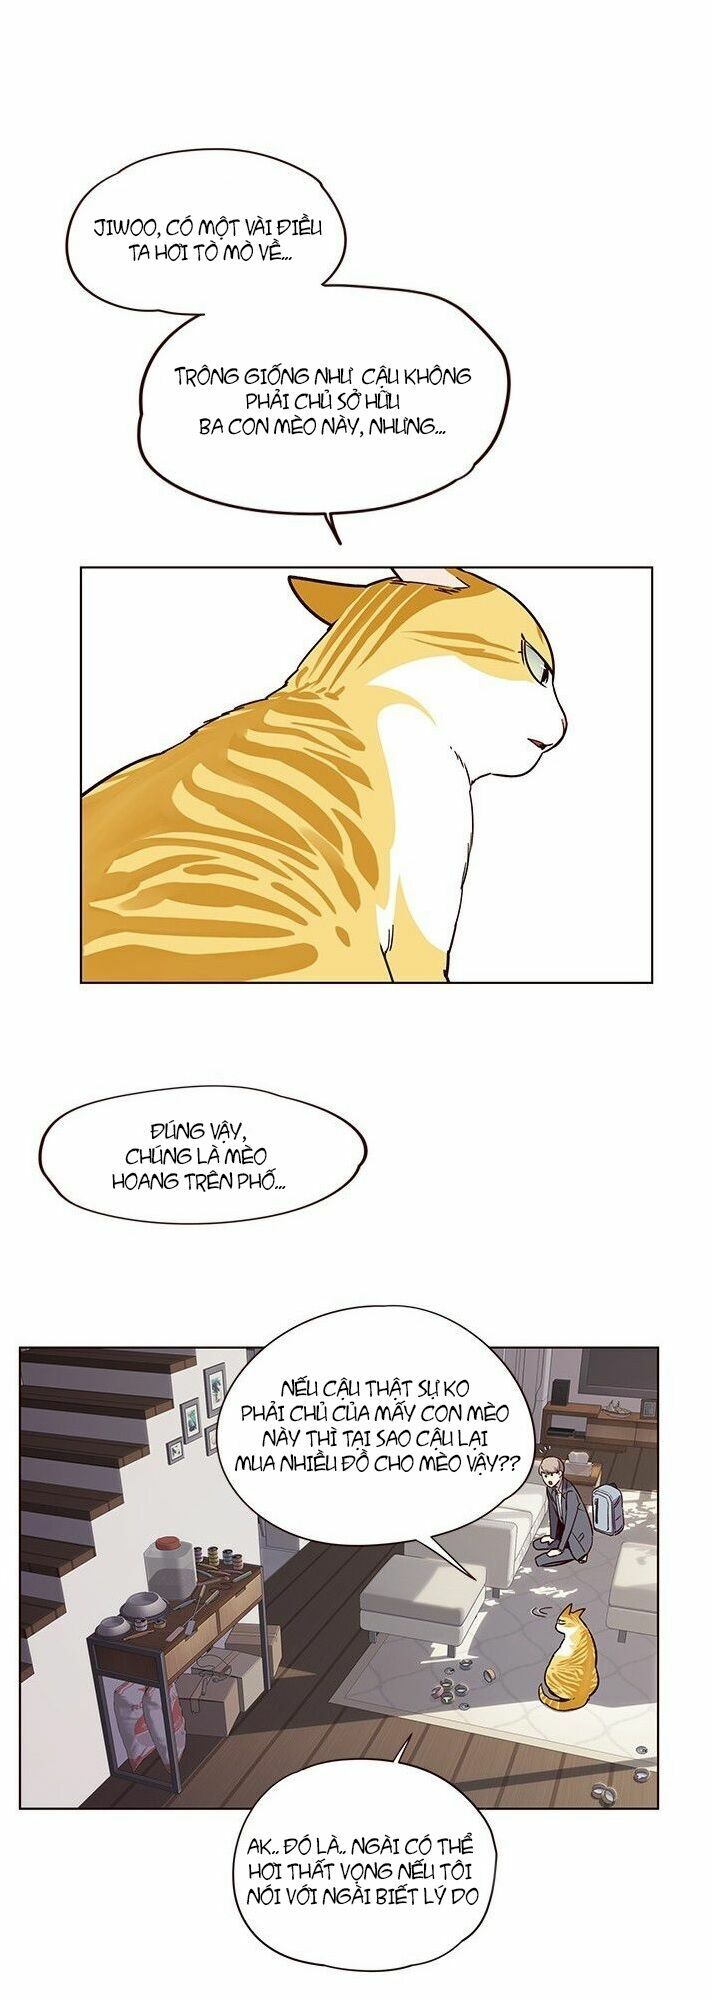 JIWOO, CÓ MỘT VÀI ĐIỀU
TA HƠI TÒ MÒ VỀ...
TRÔNG GIỐNG NHƯ CẬU KHÔNG
PHẢI CHỦ SỞ HỮU
BA CON MÈO NÀY, NHƯNG...
ĐÚNG VẬY,
CHÚNG LÀ MÈO
HOANG TRÊN PHỐ...
NẾU CẬU THẬT SỰ KO
PHẢI CHỦ CỦA MẤY CON MÈO
NÀY THÌ TẠI SAO CẬU LẠI
MUA NHIỀU ĐỒ CHO MÈO VẬY??
AK.. ĐÓ LÀ.. NGÀI CÓ THỂ
HƠI THẤT VỌNG NẾU TÔI
NÓI VỚI NGÀI BIẾT LÝ DO